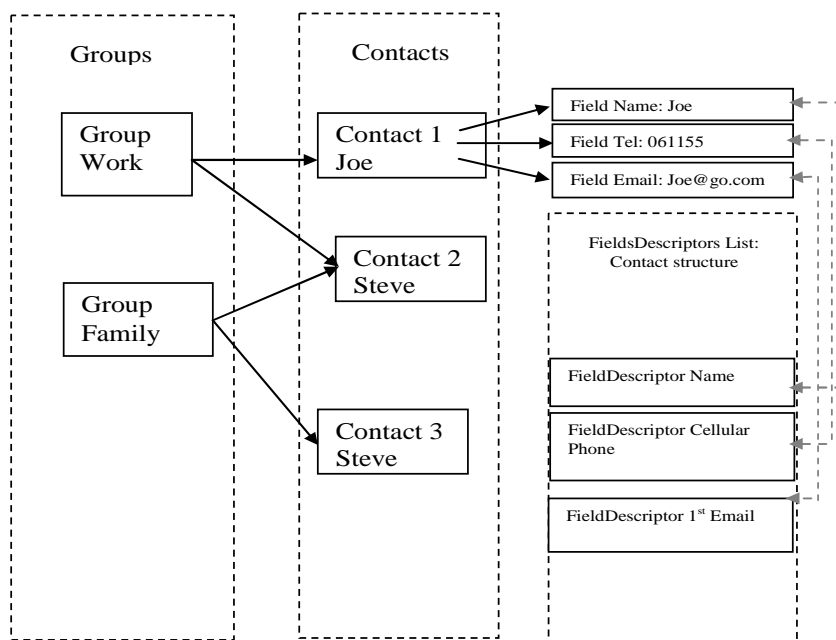 Groups
Group
Work
Group
Family
Contacts
Contact 1
Joe
Contact 2
Steve
Contact 3
Steve
Field Name: Joe
Field Tel: 061155
Field Email: Joe@go.com
FieldsDescriptors List:
Contact structure
FieldDescriptor Name
FieldDescriptor Cellular
Phone
FieldDescriptor 1st Email